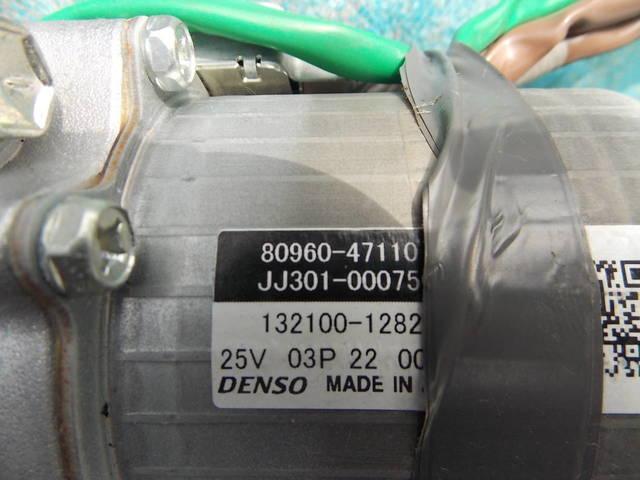 80960-47110
JJ301-00075
132100-1282
25V 03P 22 00
DENSO MADE IN